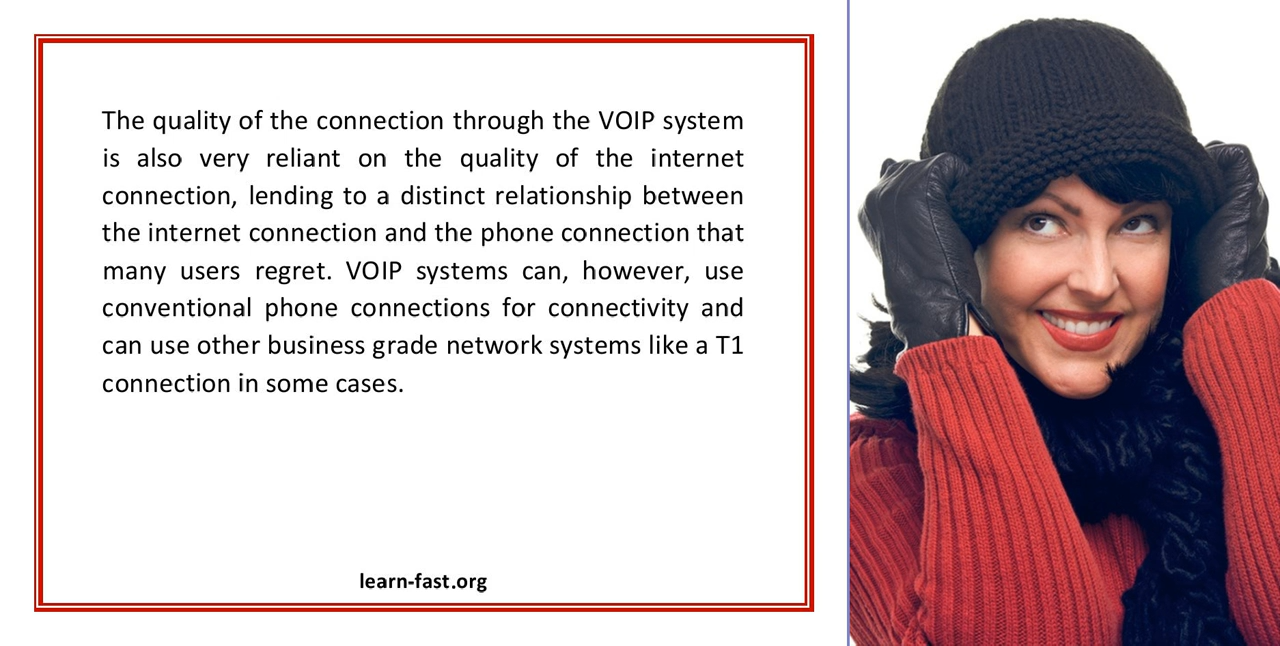 The quality of the connection through the VOIP system
is also very reliant on the quality of the internet
connection, lending to a distinct relationship between
the internet connection and the phone connection that
many users regret. VOIP systems can, however, use
conventional phone connections for connectivity and
can use other business grade network systems like a T1
connection in some cases.
learn-fast.org